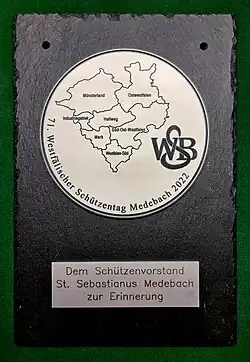 Münsterland
Ostwestfalen
Industriegebiet
Hellweg
Süd-Ost-Westfalen
Mark
Westfalen-Süd
WSB
71. Westfälischer Schützentag Medebach 2022
Dem Schützenvorstand
St. Sebastianus Medebach
zur Erinnerung